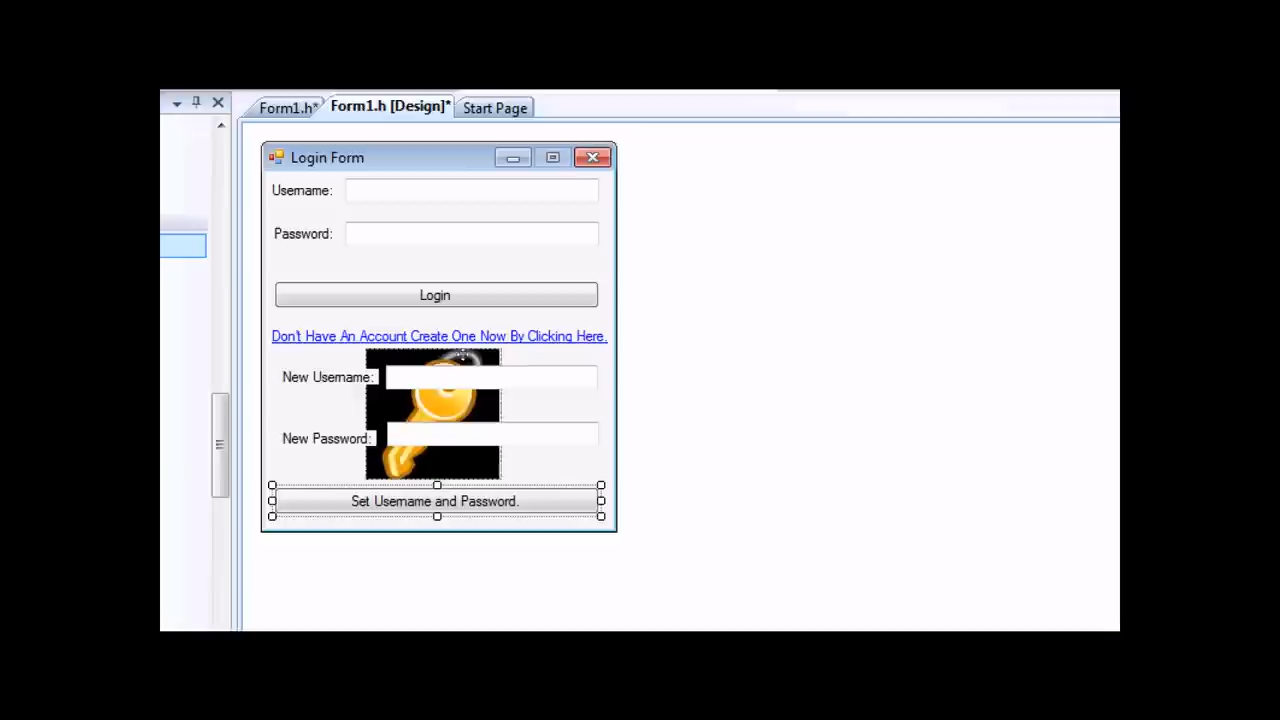 Form1.h* Form1.h [Design]* Start Page
Login Form
Username:
Password:
Login
Don't Have An Account Create One Now By Clicking Here.
New Username:
New Password:
Set Username and Password.